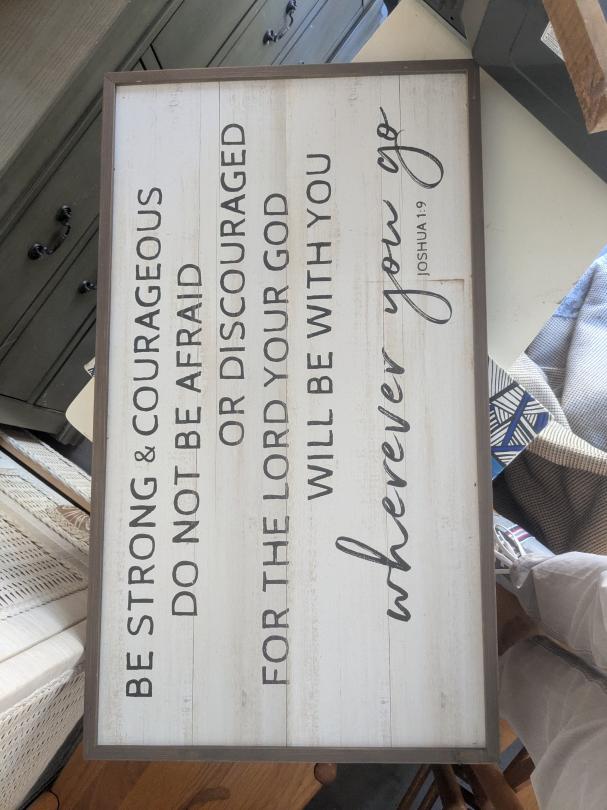 BE STRONG & COURAGEOUS
DO NOT BE AFRAID
OR DISCOURAGED
FOR THE LORD YOUR GOD
WILL BE WITH YOU
wherever you go
JOSHUA 1:9